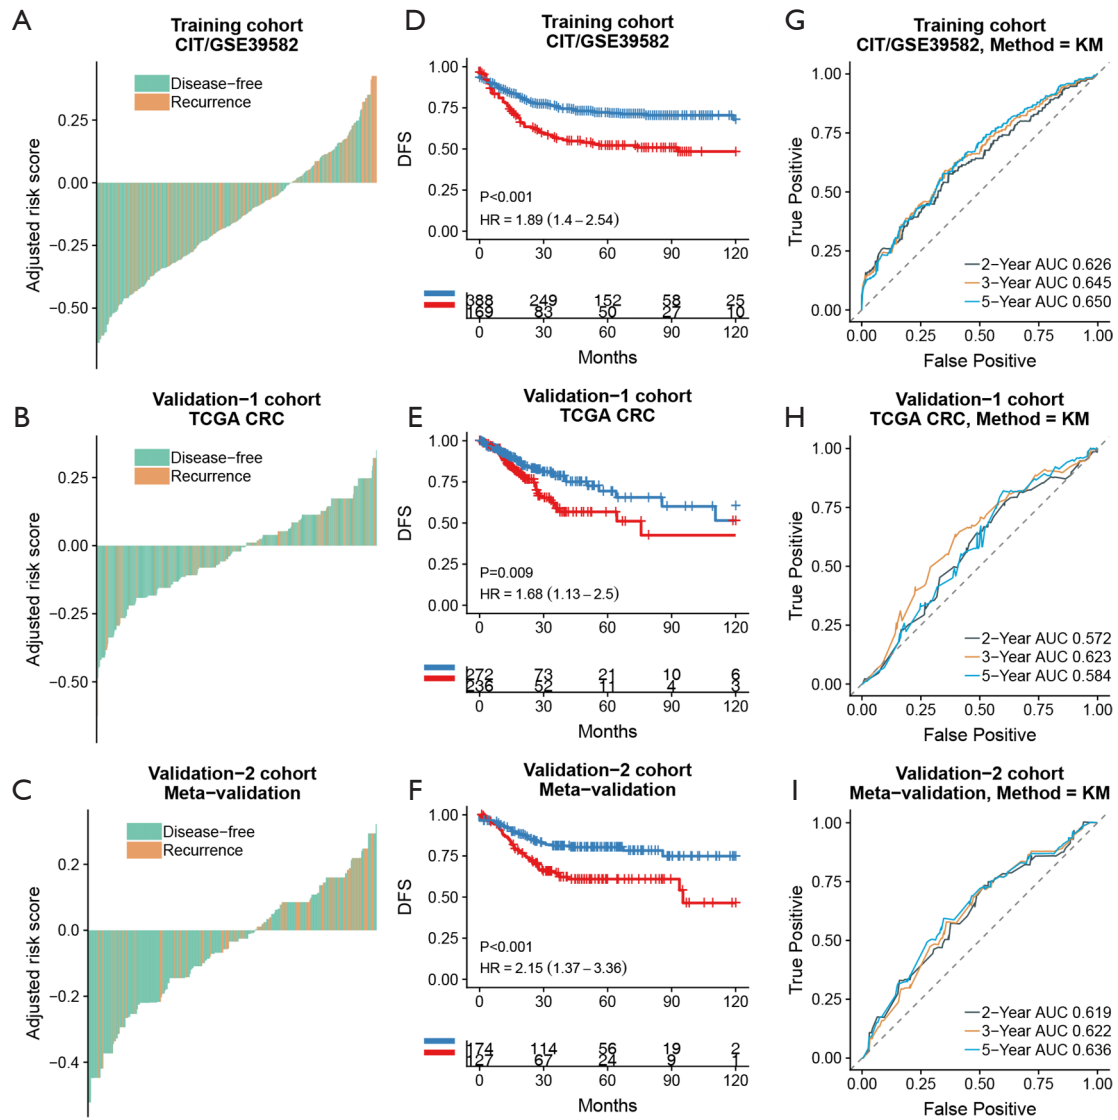 A
Training cohort
CIT/GSE39582
Disease−free
Recurrence
Adjusted risk score
0.25
0.00
−0.25
−0.50
D
Training cohort
CIT/GSE39582
DFS
1.00
0.75
0.50
0.25
0.00
P<0.001
HR = 1.89 (1.4 − 2.54)
0 30 60 90 120
388 249 152 58 25
169 83 50 27 10
0 30 60 90 120
Months
G
Training cohort
CIT/GSE39582, Method = KM
True Positivie
1.00
0.75
0.50
0.25
0.00
2−Year AUC 0.626
3−Year AUC 0.645
5−Year AUC 0.650
0.00 0.25 0.50 0.75 1.00
False Positive
B
Validation−1 cohort
TCGA CRC
Disease−free
Recurrence
Adjusted risk score
0.25
0.00
−0.25
−0.50
E
Validation−1 cohort
TCGA CRC
DFS
1.00
0.75
0.50
0.25
0.00
P=0.009
HR = 1.68 (1.13 − 2.5)
0 30 60 90 120
272 73 21 10 6
236 52 11 4 3
0 30 60 90 120
Months
H
Validation−1 cohort
TCGA CRC, Method = KM
True Positivie
1.00
0.75
0.50
0.25
0.00
2−Year AUC 0.572
3−Year AUC 0.623
5−Year AUC 0.584
0.00 0.25 0.50 0.75 1.00
False Positive
C
Validation−2 cohort
Meta−validation
Disease−free
Recurrence
Adjusted risk score
0.2
0.0
−0.2
−0.4
F
Validation−2 cohort
Meta−validation
DFS
1.00
0.75
0.50
0.25
0.00
P<0.001
HR = 2.15 (1.37 − 3.36)
0 30 60 90 120
174 114 56 19 2
127 67 24 9 1
0 30 60 90 120
Months
I
Validation−2 cohort
Meta−validation, Method = KM
True Positivie
1.00
0.75
0.50
0.25
0.00
2−Year AUC 0.619
3−Year AUC 0.622
5−Year AUC 0.636
0.00 0.25 0.50 0.75 1.00
False Positive